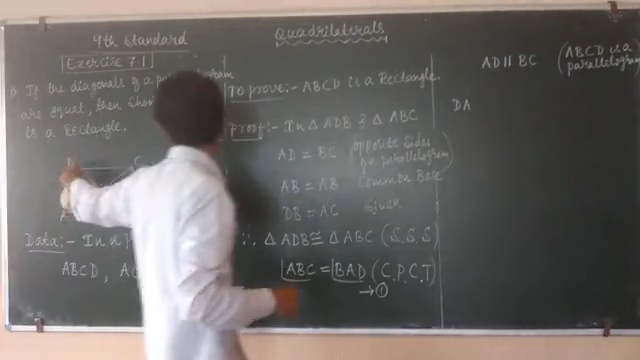 9th Standard
Quadrilaterals
Exercise 7.1
Q If the diagonals of a
are equal, then Show
is a Rectangle.
Data:- In a
ABCD, AC
To prove:- ABCD is a Rectangle.
Proof:- In △ ADB & △ ABC
AD = BC (opposite sides
of a parallelogram)
AB = AB Common Base
DB = AC Given
∴ △ ADB ≅ △ ABC (S.S.S)
∠ABC = ∠BAD (C.P.C.T)
→ ①
AD || BC (ABCD is a
parallelogram
DA